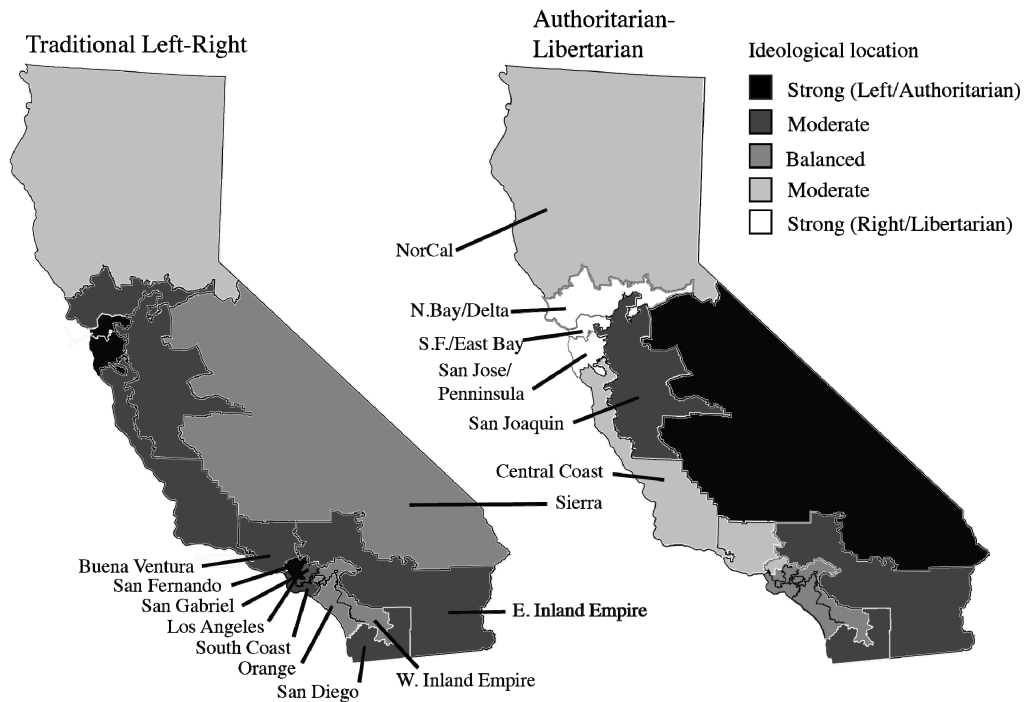 Traditional Left-Right
Authoritarian-
Libertarian
Ideological location
Strong (Left/Authoritarian)
Moderate
Balanced
Moderate
Strong (Right/Libertarian)
NorCal
N.Bay/Delta
S.F./East Bay
San Jose/
Penninsula
San Joaquin
Central Coast
Sierra
Buena Ventura
San Fernando
San Gabriel
Los Angeles
South Coast
Orange
San Diego
E. Inland Empire
W. Inland Empire